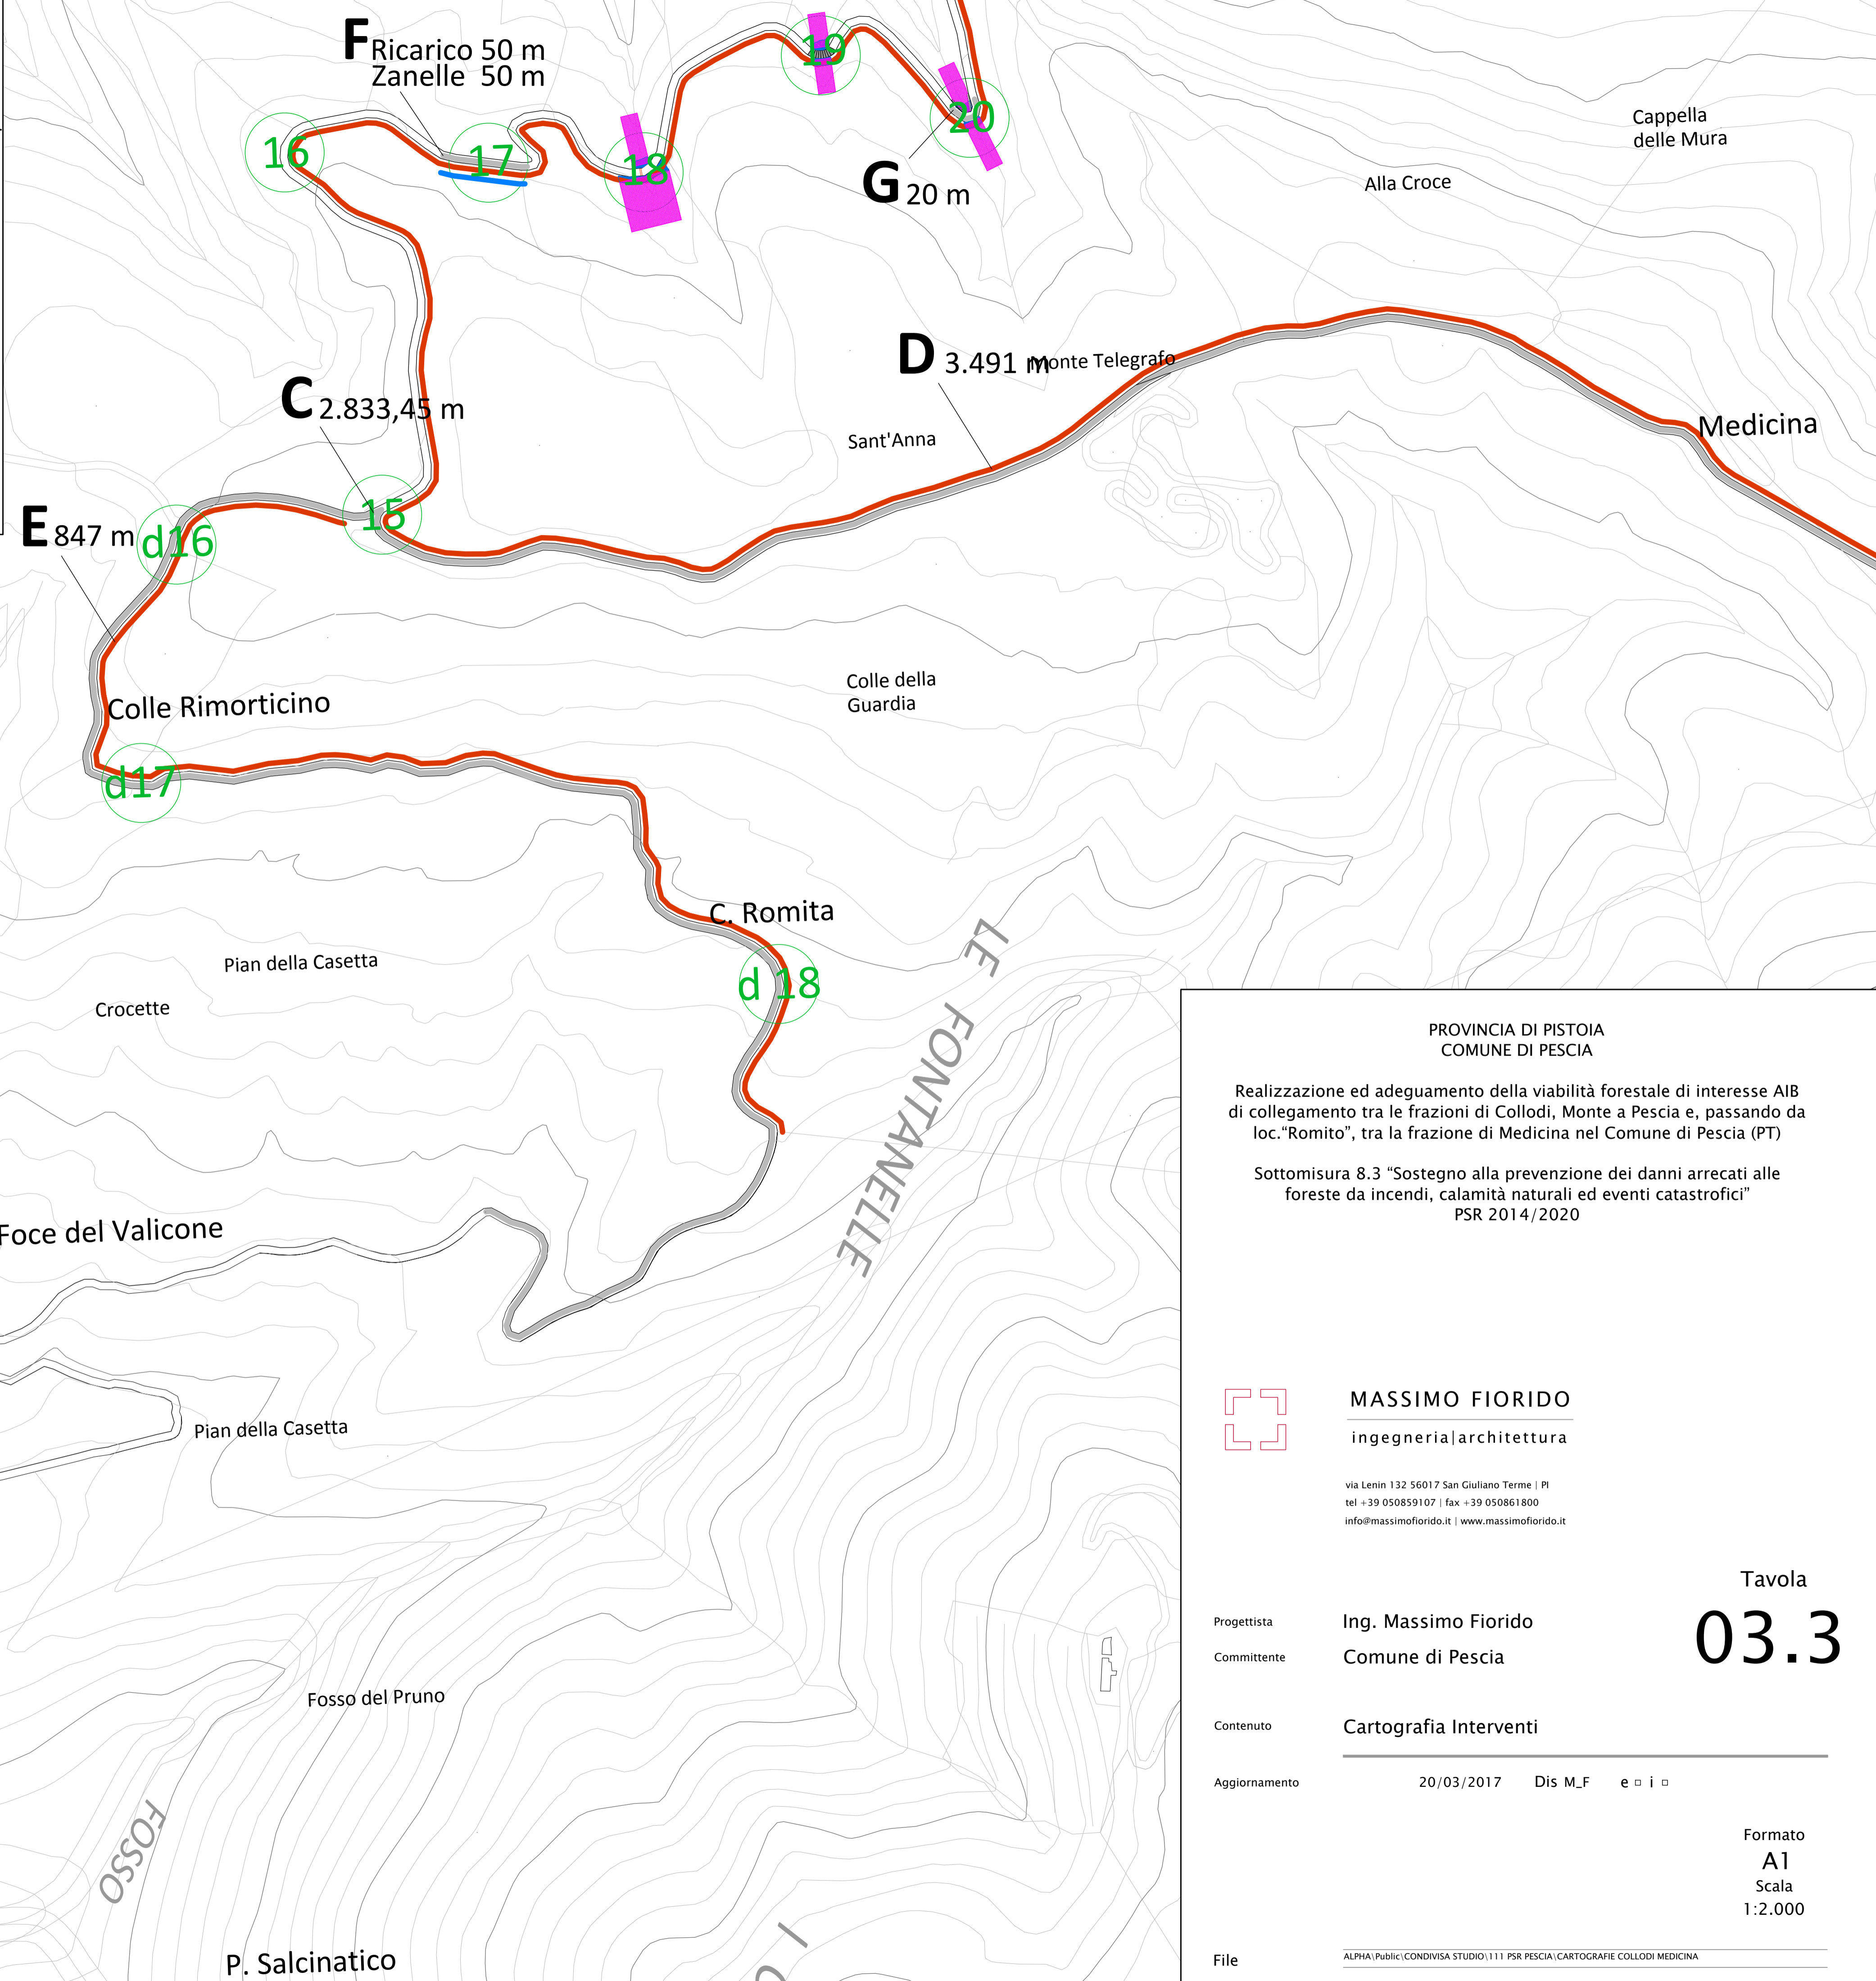 F Ricarico 50 m
Zanelle 50 m
16
17
18
19
20
G 20 m
Cappella
delle Mura
Alla Croce
D 3.491 m
Monte Telegrafo
C 2.833,45 m
Sant'Anna
Medicina
15
E 847 m
d16
Colle Rimorticino
Colle della
Guardia
d17
C. Romita
d 18
LE FONTANELLE
Pian della Casetta
Crocette
Foce del Valicone
Pian della Casetta
Fosso del Pruno
FOSSO
P. Salcinatico
PROVINCIA DI PISTOIA
COMUNE DI PESCIA
Realizzazione ed adeguamento della viabilità forestale di interesse AIB
di collegamento tra le frazioni di Collodi, Monte a Pescia e, passando da
loc.“Romito”, tra la frazione di Medicina nel Comune di Pescia (PT)
Sottomisura 8.3 “Sostegno alla prevenzione dei danni arrecati alle
foreste da incendi, calamità naturali ed eventi catastrofici”
PSR 2014/2020
MASSIMO FIORIDO
ingegneria|architettura
via Lenin 132 56017 San Giuliano Terme | PI
tel +39 050859107 | fax +39 050861800
info@massimofiorido.it | www.massimofiorido.it
Tavola
03.3
Progettista Ing. Massimo Fiorido
Committente Comune di Pescia
Contenuto Cartografia Interventi
Aggiornamento 20/03/2017 Dis M_F e □ i □
Formato
A1
Scala
1:2.000
File ALPHA\Public\CONDIVISA STUDIO\111 PSR PESCIA\CARTOGRAFIE COLLODI MEDICINA